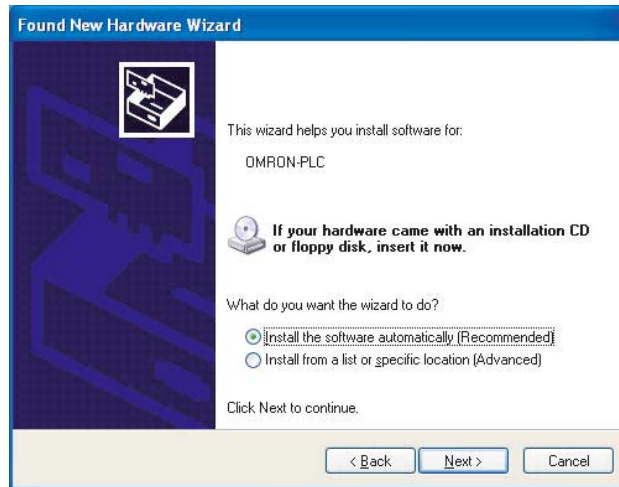 Found New Hardware Wizard
This wizard helps you install software for:
OMRON-PLC
If your hardware came with an installation CD
or floppy disk, insert it now.
What do you want the wizard to do?
Install the software automatically (Recommended)
Install from a list or specific location (Advanced)
Click Next to continue.
< Back
Next >
Cancel